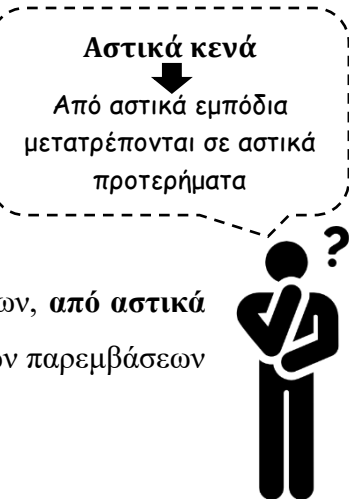 Αστικά κενά
Από αστικά εμπόδια
μετατρέπονται σε αστικά
προτερήματα
?
ων, από αστικά
ων παρεμβάσεων